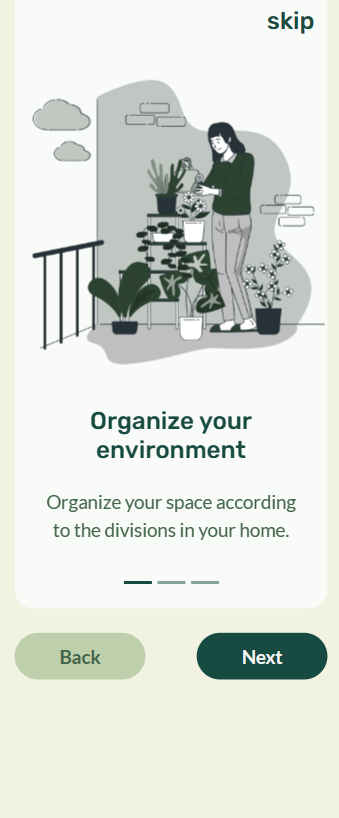 skip
Organize your
environment
Organize your space according
to the divisions in your home.
Back
Next